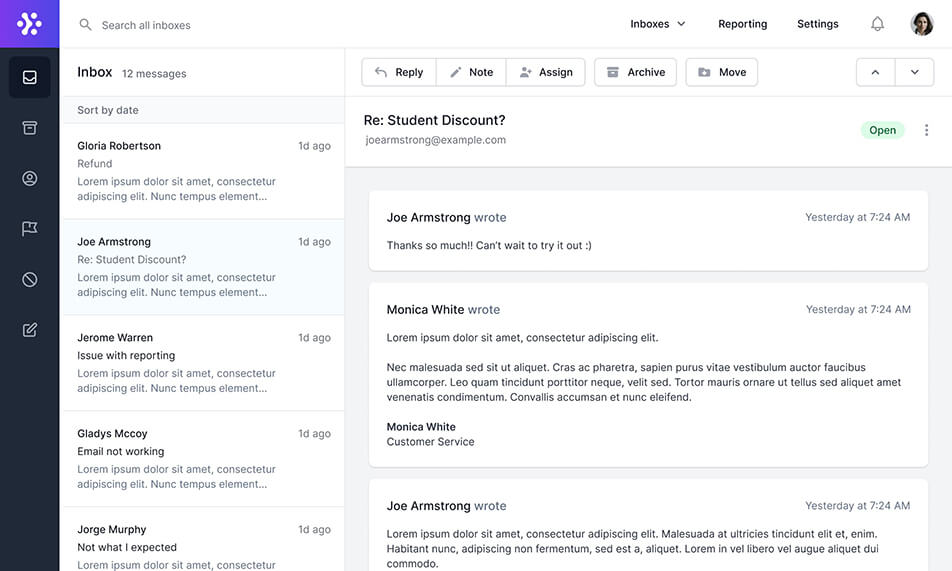 Search all inboxes
Inboxes
Reporting
Settings
Inbox 12 messages
Sort by date
Gloria Robertson 1d ago
Refund
Lorem ipsum dolor sit amet, consectetur
adipiscing elit. Nunc tempus element...
Joe Armstrong 1d ago
Re: Student Discount?
Lorem ipsum dolor sit amet, consectetur
adipiscing elit. Nunc tempus element...
Jerome Warren 1d ago
Issue with reporting
Lorem ipsum dolor sit amet, consectetur
adipiscing elit. Nunc tempus element...
Gladys Mccoy 1d ago
Email not working
Lorem ipsum dolor sit amet, consectetur
adipiscing elit. Nunc tempus element...
Jorge Murphy 1d ago
Not what I expected
Lorem ipsum dolor sit amet, consectetur
Reply
Note
Assign
Archive
Move
Re: Student Discount?
joearmstrong@example.com
Open
Joe Armstrong wrote Yesterday at 7:24 AM
Thanks so much!! Can't wait to try it out :)
Monica White wrote Yesterday at 7:24 AM
Lorem ipsum dolor sit amet, consectetur adipiscing elit.
Nec malesuada sed sit ut aliquet. Cras ac pharetra, sapien purus vitae vestibulum auctor faucibus
ullamcorper. Leo quam tincidunt porttitor neque, velit sed. Tortor mauris ornare ut tellus sed aliquet amet
venenatis condimentum. Convallis accumsan et nunc eleifend.
Monica White
Customer Service
Joe Armstrong wrote Yesterday at 7:24 AM
Lorem ipsum dolor sit amet, consectetur adipiscing elit. Malesuada at ultricies tincidunt elit et, enim.
Habitant nunc, adipiscing non fermentum, sed est a, aliquet. Lorem in vel libero vel augue aliquet dui
commodo.